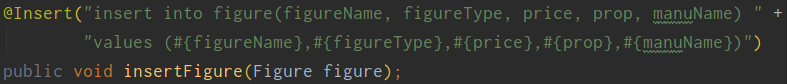 @Insert("insert into figure(figureName, figureType, price, prop, manuName) " +
"values (#{figureName},#{figureType},#{price},#{prop},#{manuName})")
public void insertFigure(Figure figure);